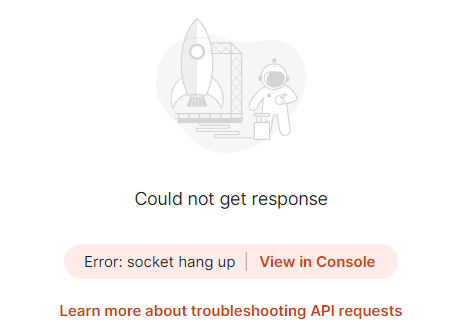 Could not get response
Error: socket hang up | View in Console
Learn more about troubleshooting API requests